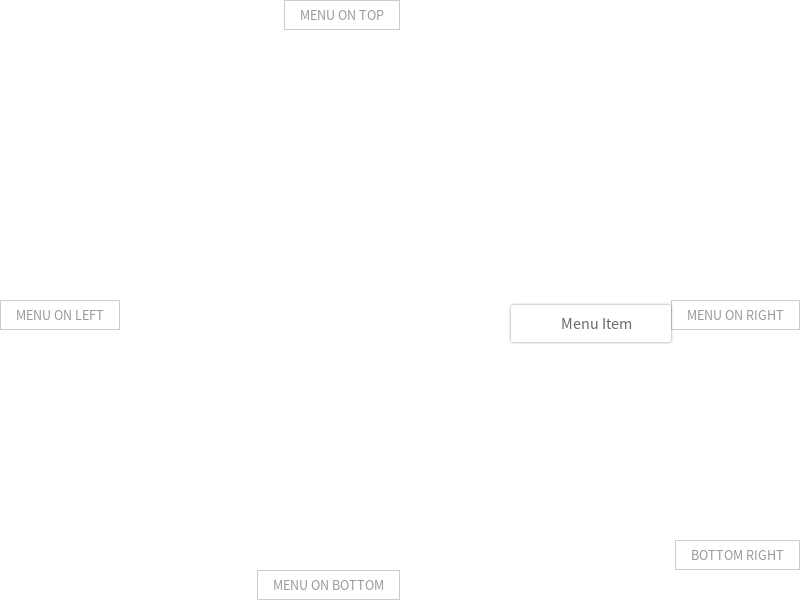 MENU ON TOP
MENU ON LEFT
Menu Item
MENU ON RIGHT
BOTTOM RIGHT
MENU ON BOTTOM